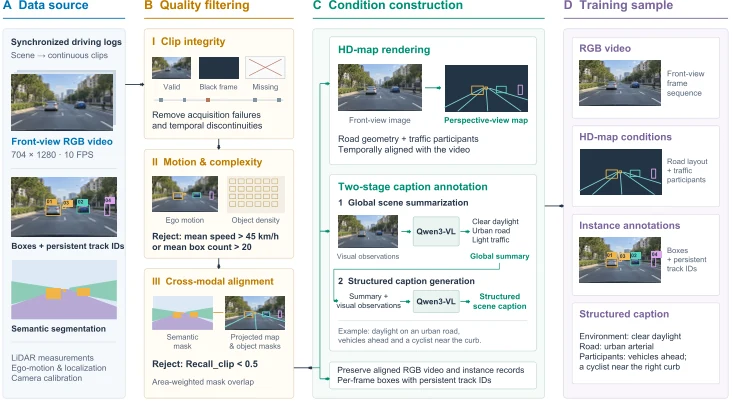 A Data source
Synchronized driving logs
Scene → continuous clips
Front-view RGB video
704 × 1280 · 10 FPS
01
03
02
04
Boxes + persistent track IDs
Semantic segmentation
LiDAR measurements
Ego-motion & localization
Camera calibration
B Quality filtering
I Clip integrity
Valid
Black frame
Missing
Remove acquisition failures
and temporal discontinuities
II Motion & complexity
Ego motion
Object density
Reject: mean speed > 45 km/h
or mean box count > 20
III Cross-modal alignment
Semantic
mask
Projected map
& object masks
Reject: Recall_clip < 0.5
Area-weighted mask overlap
C Condition construction
HD-map rendering
Front-view image
Perspective-view map
Road geometry + traffic participants
Temporally aligned with the video
Two-stage caption annotation
1 Global scene summarization
Visual observations
Qwen3-VL
Clear daylight
Urban road
Light traffic
Global summary
2 Structured caption generation
Summary +
visual observations
Qwen3-VL
Structured
scene caption
Example: daylight on an urban road,
vehicles ahead and a cyclist near the curb.
Preserve aligned RGB video and instance records
Per-frame boxes with persistent track IDs
D Training sample
RGB video
Front-view
frame
sequence
HD-map conditions
Road layout
+ traffic
participants
Instance annotations
01
03
02
04
Boxes
+ persistent
track IDs
Structured caption
Environment: clear daylight
Road: urban arterial
Participants: vehicles ahead;
a cyclist near the right curb